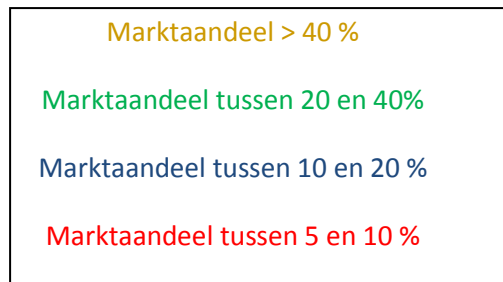 Marktaandeel > 40 %
Marktaandeel tussen 20 en 40%
Marktaandeel tussen 10 en 20 %
Marktaandeel tussen 5 en 10 %